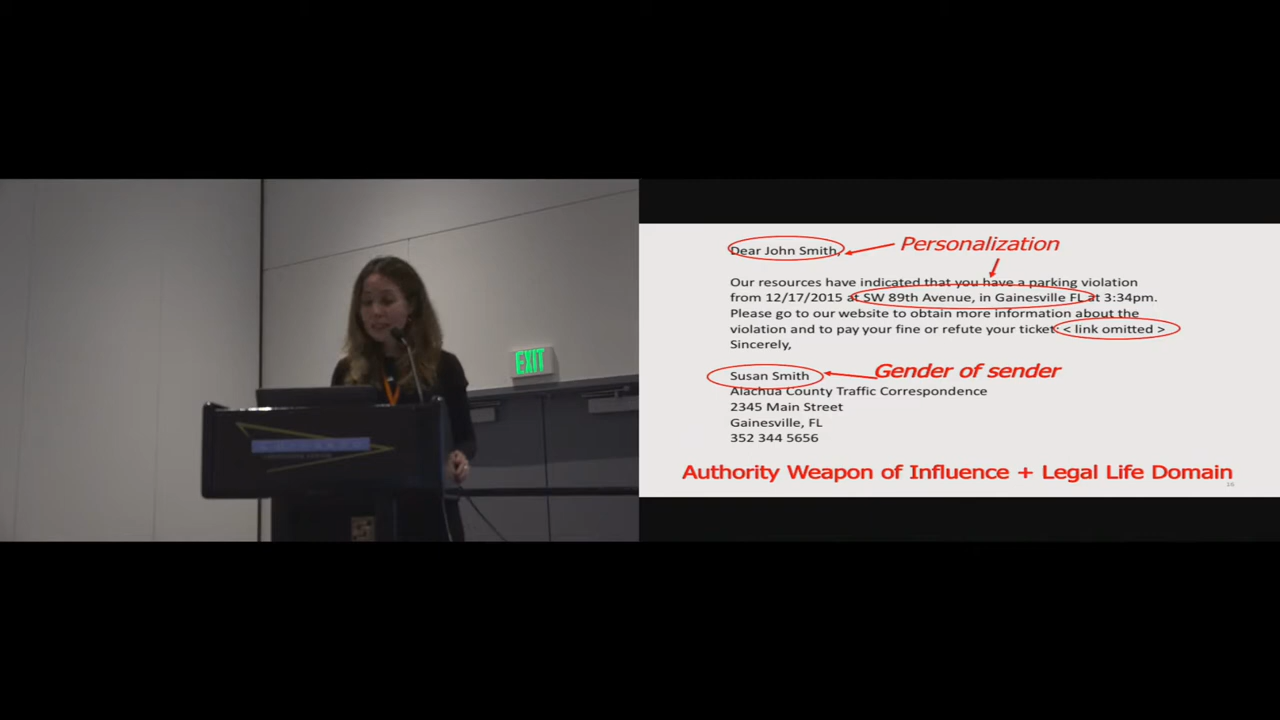 EXIT
Dear John Smith,
Personalization
Our resources have indicated that you have a parking violation
from 12/17/2015 at SW 89th Avenue, in Gainesville FL at 3:34pm.
Please go to our website to obtain more information about the
violation and to pay your fine or refute your ticket: < link omitted >
Sincerely,
Susan Smith
Gender of sender
Alachua County Traffic Correspondence
2345 Main Street
Gainesville, FL
352 344 5656
Authority Weapon of Influence + Legal Life Domain